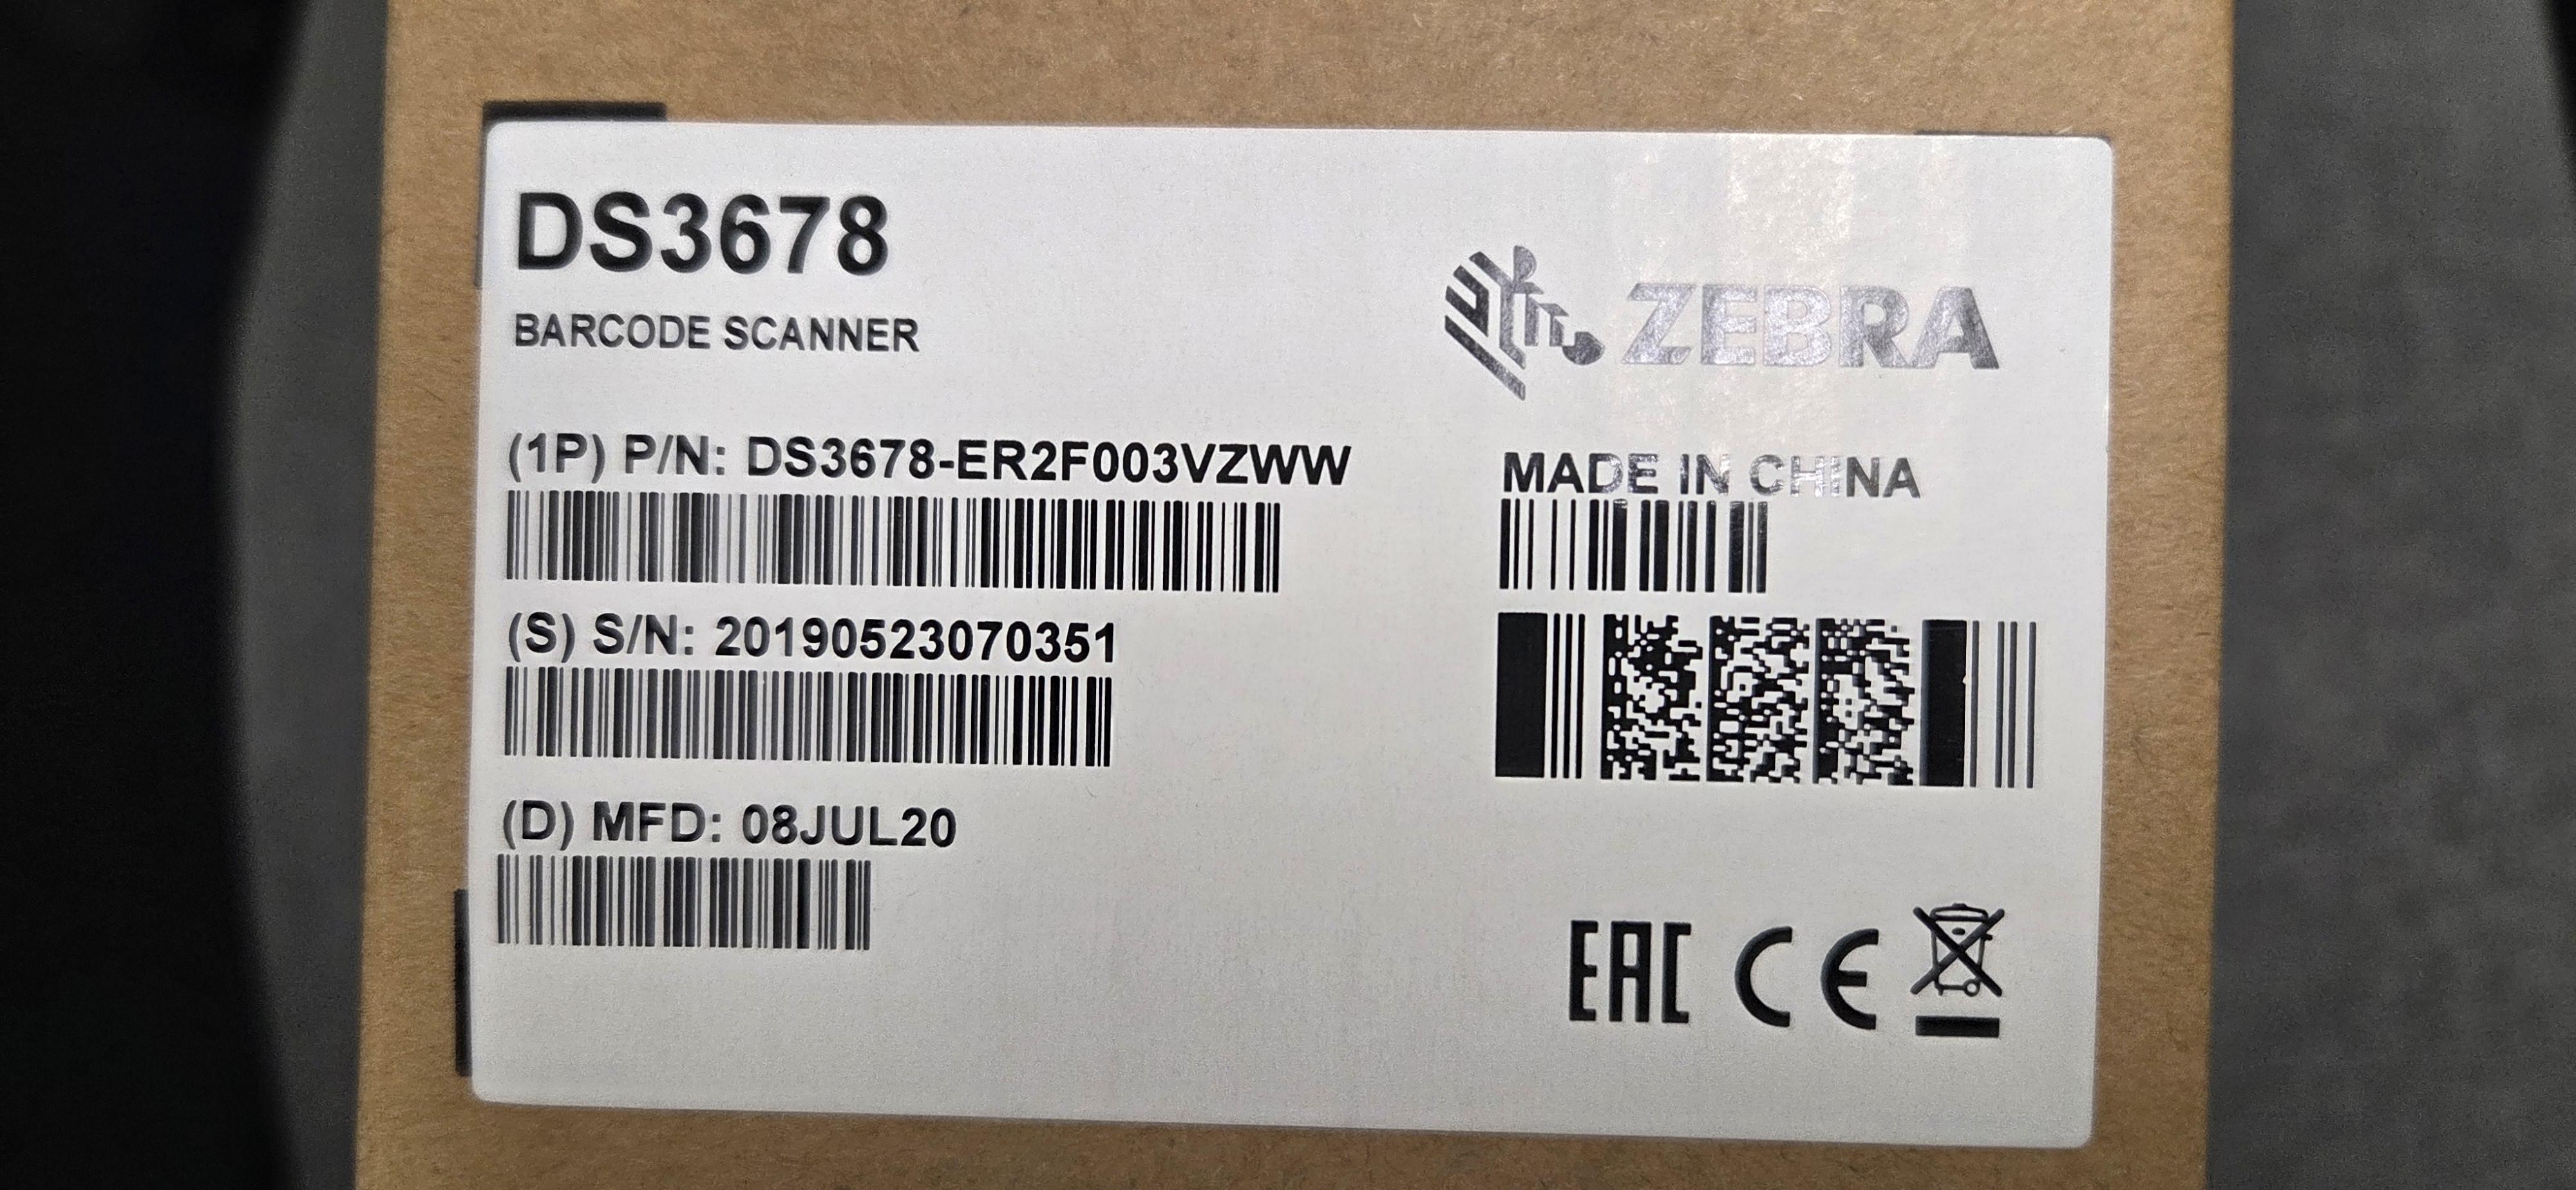 DS3678
BARCODE SCANNER
ZEBRA
(1P) P/N: DS3678-ER2F003VZWW
MADE IN CHINA
(S) S/N: 20190523070351
(D) MFD: 08JUL20
EAC CE